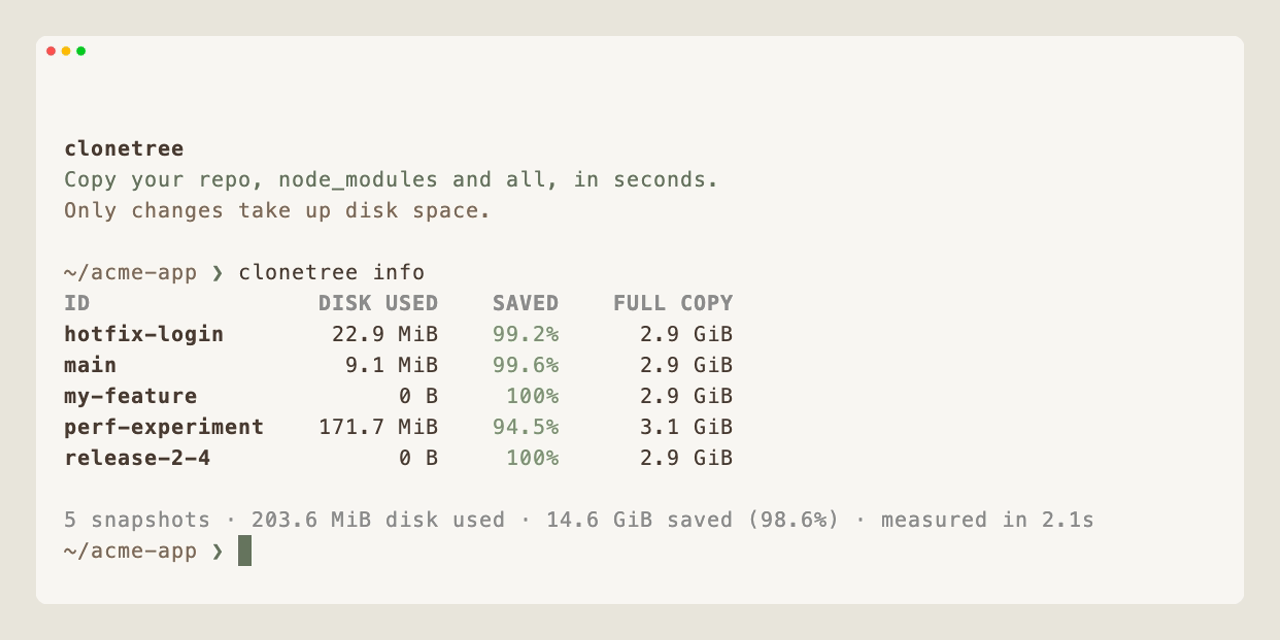 clonetree
Copy your repo, node_modules and all, in seconds.
Only changes take up disk space.
~/acme-app ❯ clonetree info
ID DISK USED SAVED FULL COPY
hotfix-login 22.9 MiB 99.2% 2.9 GiB
main 9.1 MiB 99.6% 2.9 GiB
my-feature 0 B 100% 2.9 GiB
perf-experiment 171.7 MiB 94.5% 3.1 GiB
release-2-4 0 B 100% 2.9 GiB
5 snapshots · 203.6 MiB disk used · 14.6 GiB saved (98.6%) · measured in 2.1s
~/acme-app ❯